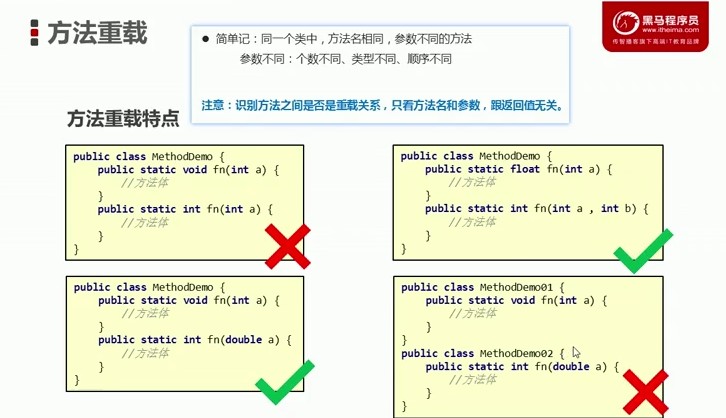 方法重载
● 简单记：同一个类中，方法名相同，参数不同的方法
参数不同：个数不同、类型不同、顺序不同
注意：识别方法之间是否是重载关系，只看方法名和参数，跟返回值无关。
黑马程序员
www.itheima.com
传智播客旗下高端IT教育品牌
方法重载特点
public class MethodDemo {
public static void fn(int a) {
//方法体
}
public static int fn(int a) {
//方法体
}
}
public class MethodDemo {
public static float fn(int a) {
//方法体
}
public static int fn(int a , int b) {
//方法体
}
}
public class MethodDemo {
public static void fn(int a) {
//方法体
}
public static int fn(double a) {
//方法体
}
}
public class MethodDemo01 {
public static void fn(int a) {
//方法体
}
}
public class MethodDemo02 {
public static int fn(double a) {
//方法体
}
}